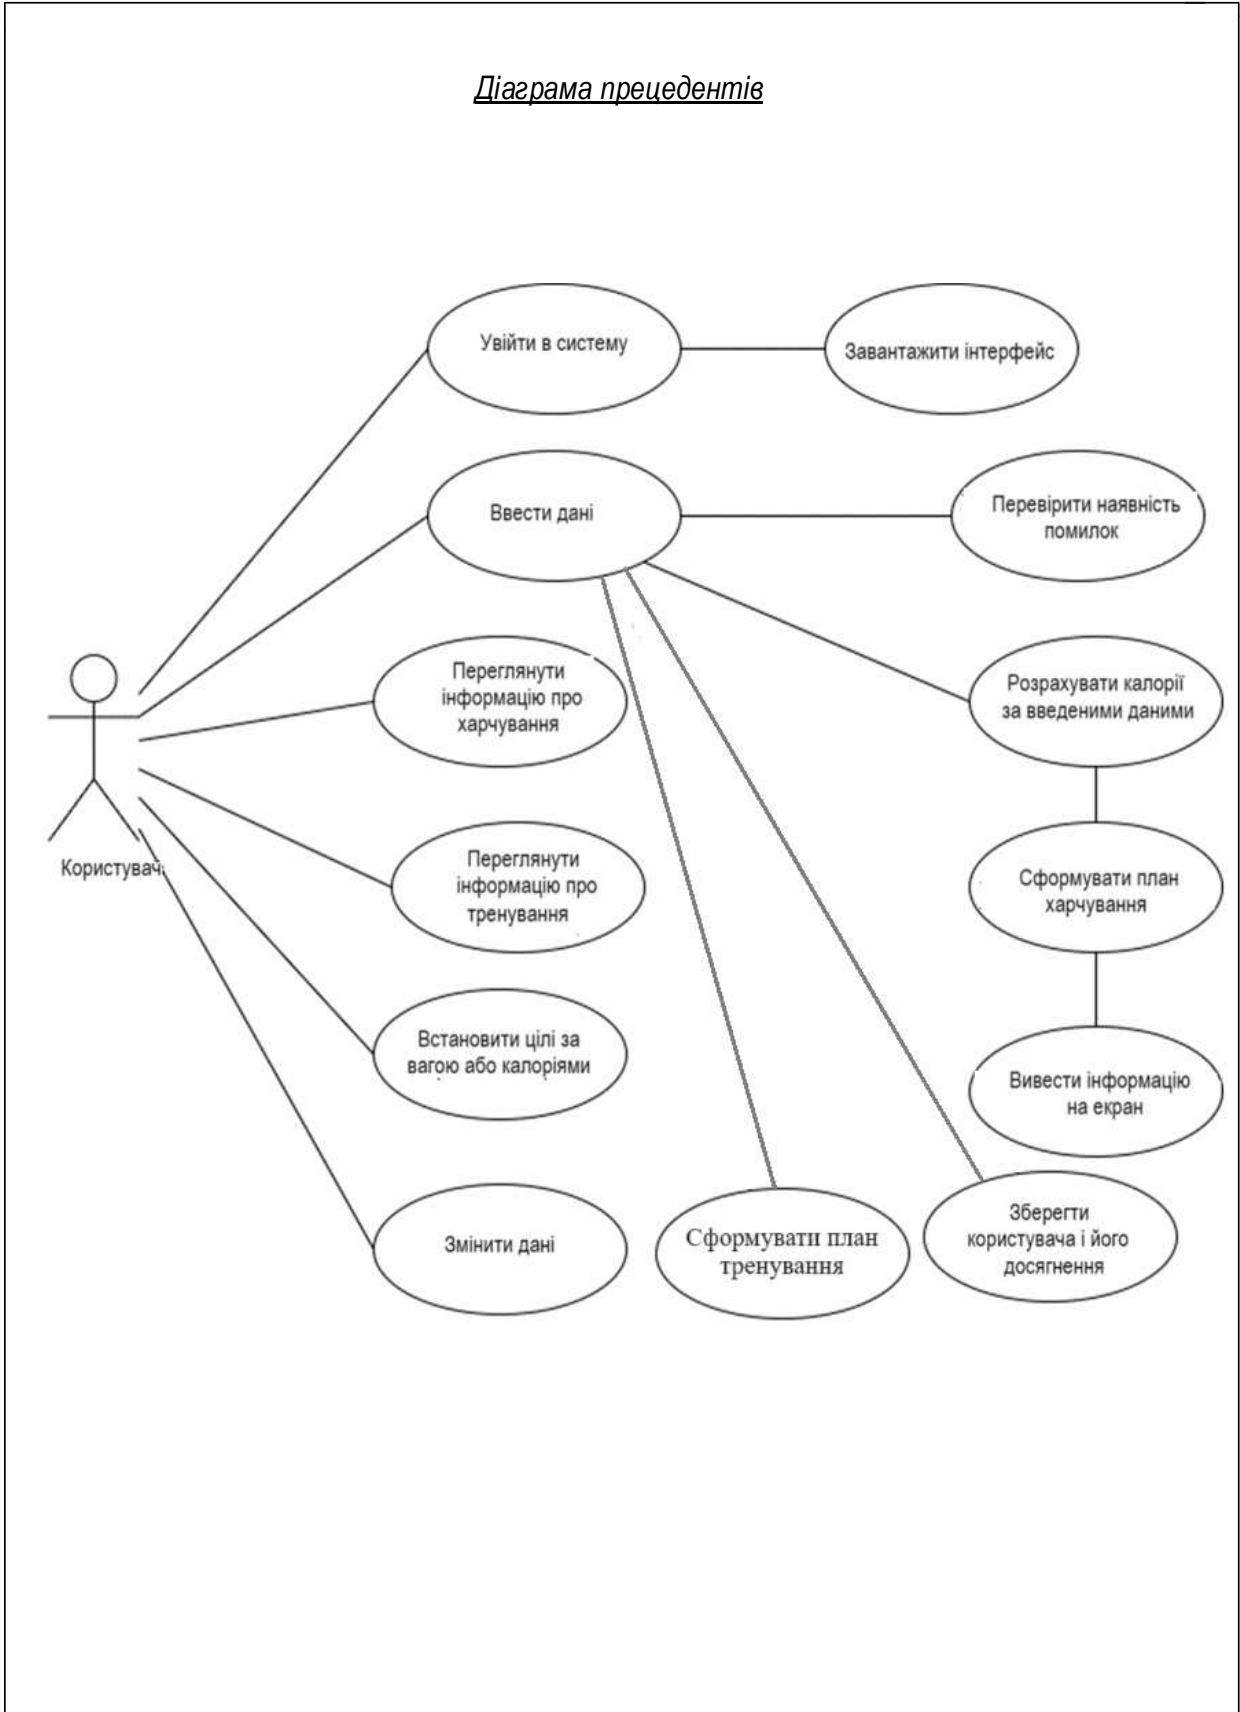 Діаграма прецедентів
Увійти в систему
Завантажити інтерфейс
Ввести дані
Перевірити наявність
помилок
Переглянути
інформацію про
харчування
Розрахувати калорії
за введеними даними
Користувач
Переглянути
інформацію про
тренування
Сформувати план
харчування
Встановити цілі за
вагою або калоріями
Вивести інформацію
на екран
Змінити дані
Сформувати план
тренування
Зберегти
користувача і його
досягнення